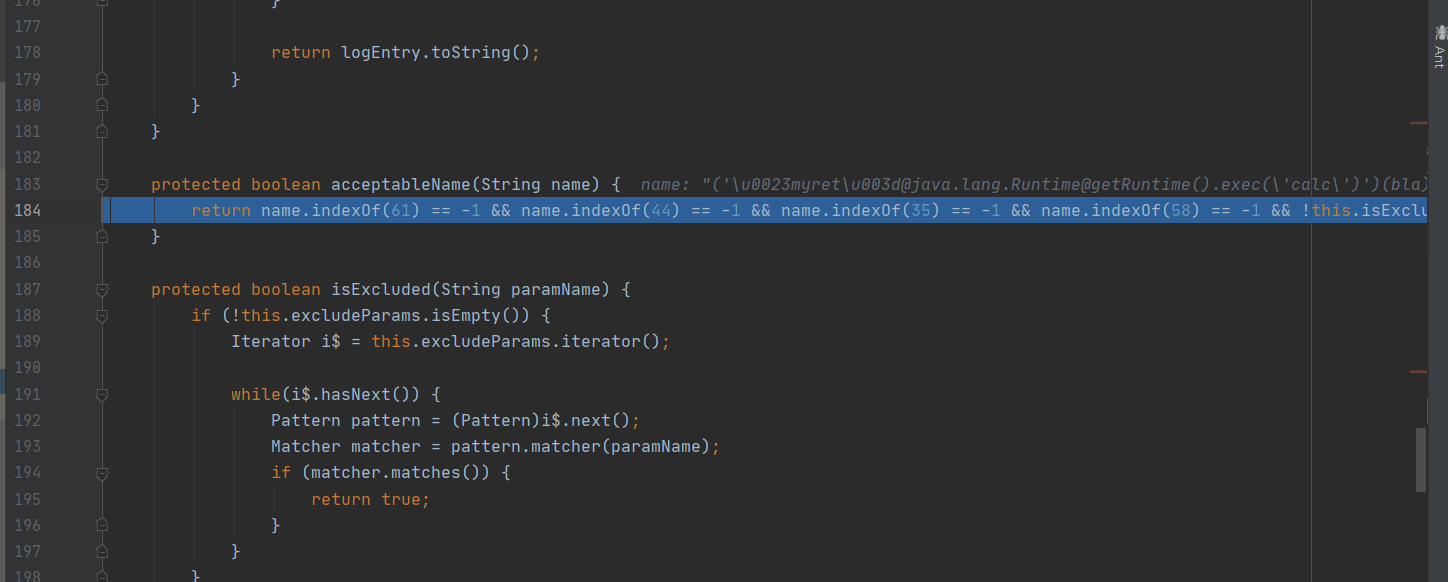 176 }
177
178 return logEntry.toString();
179 }
180 }
181 }
182
183 protected boolean acceptableName(String name) { name: "('\u0023myret\u003d@java.lang.Runtime@getRuntime().exec(\'calc\')')(bla)
184 return name.indexOf(61) == -1 && name.indexOf(44) == -1 && name.indexOf(35) == -1 && name.indexOf(58) == -1 && !this.isExclu
185 }
186
187 protected boolean isExcluded(String paramName) {
188 if (!this.excludeParams.isEmpty()) {
189 Iterator i$ = this.excludeParams.iterator();
190
191 while(i$.hasNext()) {
192 Pattern pattern = (Pattern)i$.next();
193 Matcher matcher = pattern.matcher(paramName);
194 if (matcher.matches()) {
195 return true;
196 }
197 }
198 }
Ant